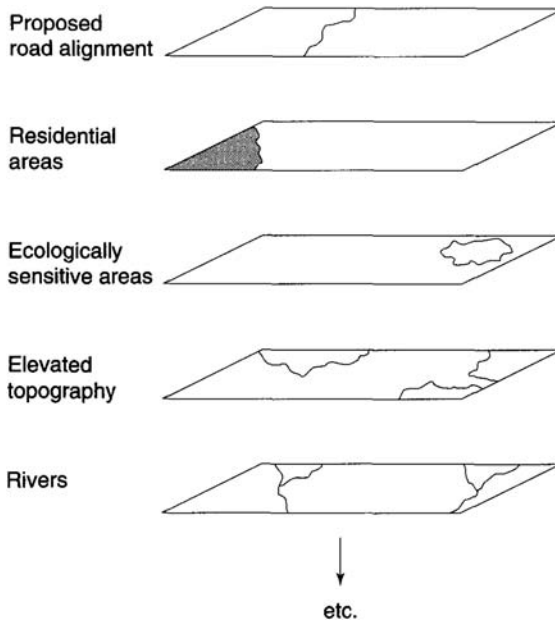 Proposed
road alignment
Residential
areas
Ecologically
sensitive areas
Elevated
topography
Rivers
etc.